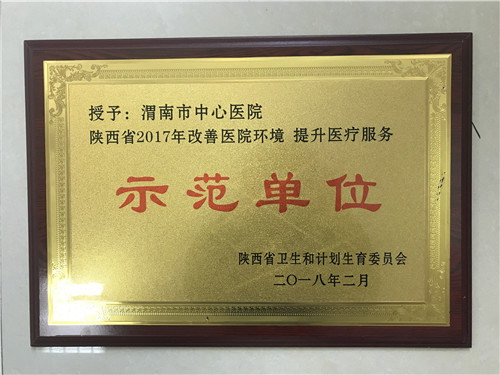 授予：渭南市中心医院
陕西省2017年改善医院环境 提升医疗服务
示范单位
陕西省卫生和计划生育委员会
二〇一八年二月